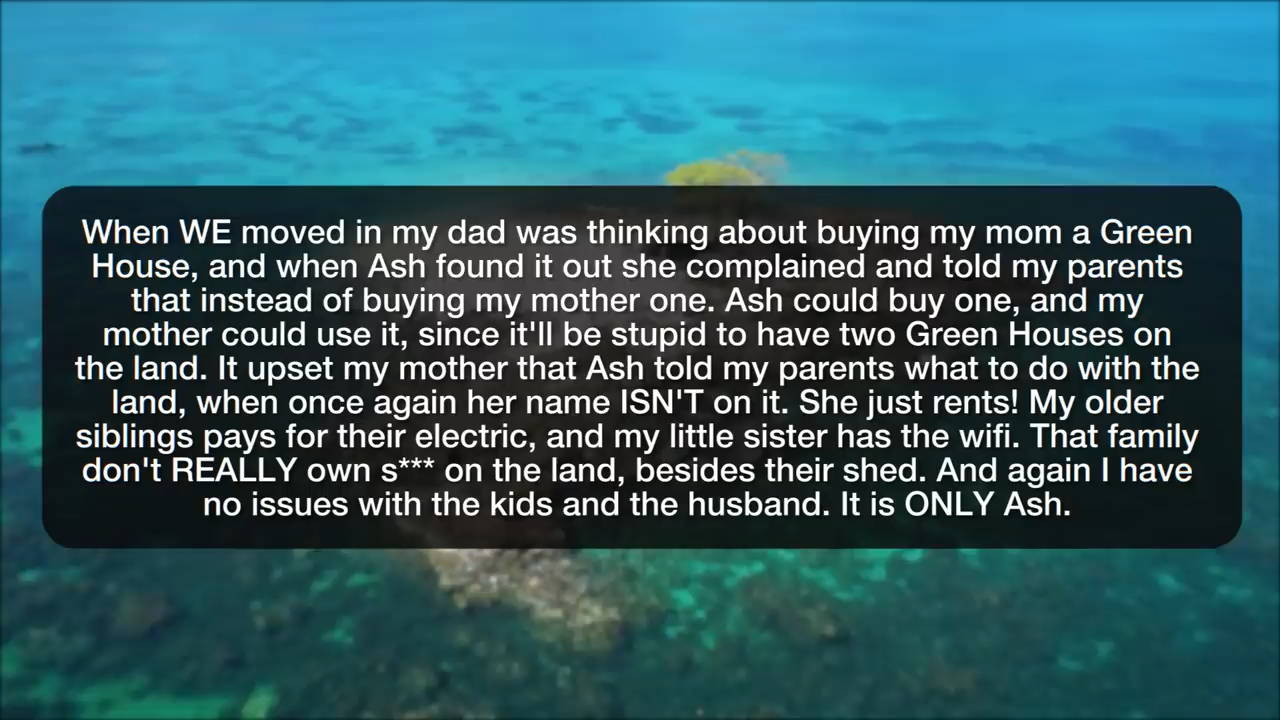 When WE moved in my dad was thinking about buying my mom a Green
House, and when Ash found it out she complained and told my parents
that instead of buying my mother one. Ash could buy one, and my
mother could use it, since it'll be stupid to have two Green Houses on
the land. It upset my mother that Ash told my parents what to do with the
land, when once again her name ISN'T on it. She just rents! My older
siblings pays for their electric, and my little sister has the wifi. That family
don't REALLY own s*** on the land, besides their shed. And again I have
no issues with the kids and the husband. It is ONLY Ash.